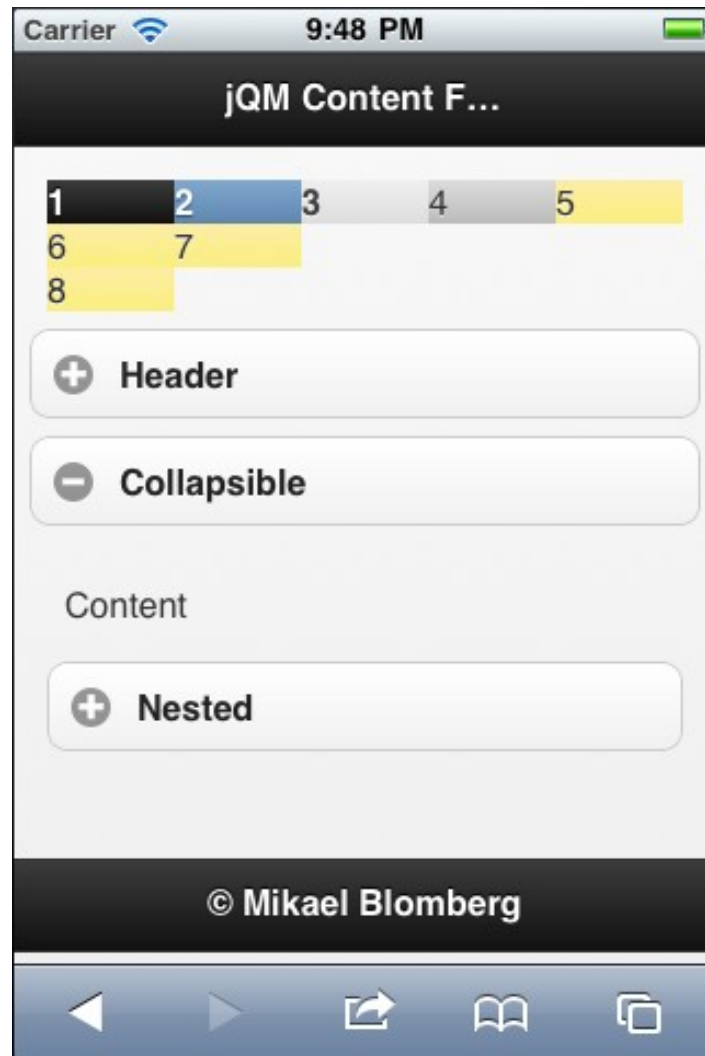 Carrier 9:48 PM
jQM Content F...
1 2 3 4 5
6 7
8
Header
Collapsible
Content
Nested
© Mikael Blomberg